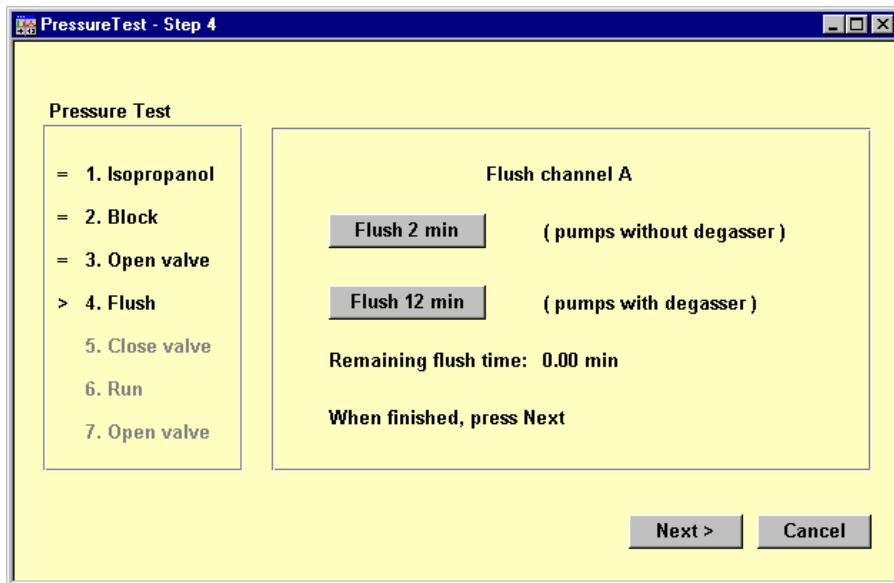 PressureTest - Step 4
Pressure Test
= 1. Isopropanol
= 2. Block
= 3. Open valve
> 4. Flush
5. Close valve
6. Run
7. Open valve
Flush channel A
Flush 2 min ( pumps without degasser )
Flush 12 min ( pumps with degasser )
Remaining flush time: 0.00 min
When finished, press Next
Next > Cancel